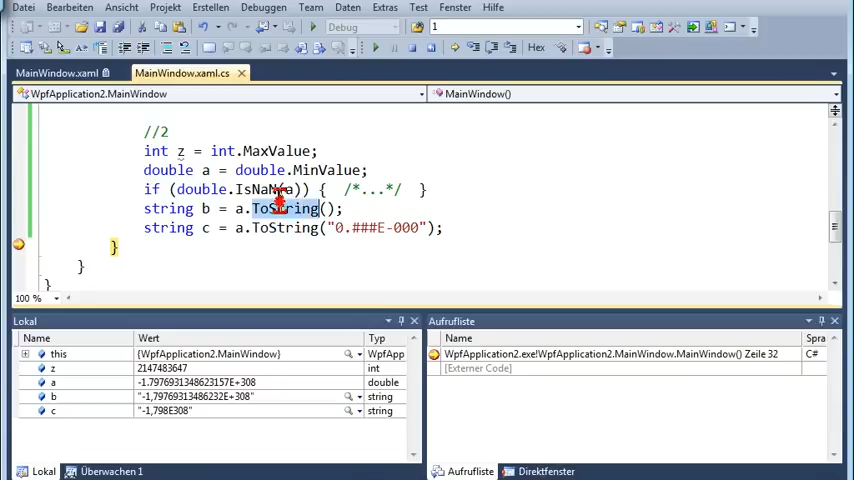 Datei Bearbeiten Ansicht Projekt Erstellen Debuggen Team Daten Extras Test Fenster Hilfe
Debug 1
Hex
MainWindow.xaml MainWindow.xaml.cs
WpfApplication2.MainWindow MainWindow()
//2
int z = int.MaxValue;
double a = double.MinValue;
if (double.IsNaN(a)) { /*...*/ }
string b = a.ToString();
string c = a.ToString("0.###E-000");
}
}
}
100 %
Lokal Aufrufliste
Name Wert Typ Name Spra
this {WpfApplication2.MainWindow} WpfApp WpfApplication2.exe!WpfApplication2.MainWindow.MainWindow() Zeile 32 C#
z 2147483647 int [Externer Code]
a -1.7976931348623157E+308 double
b "-1,79769313486232E+308" string
c "-1,798E308" string
Lokal Überwachen 1 Aufrufliste Direktfenster